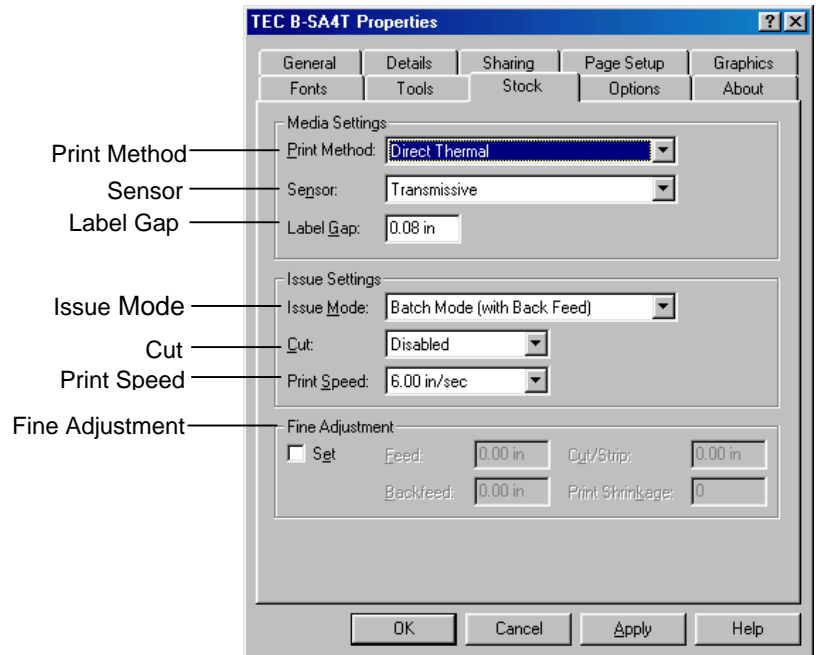 TEC B-SA4T Properties
General Details Sharing Page Setup Graphics
Fonts Tools Stock Options About
Media Settings
Print Method Print Method: Direct Thermal
Sensor Sensor: Transmissive
Label Gap Label Gap: 0.08 in
Issue Settings
Issue Mode Issue Mode: Batch Mode (with Back Feed)
Cut Cut: Disabled
Print Speed Print Speed: 6.00 in/sec
Fine Adjustment Fine Adjustment
Set Feed: 0.00 in Cut/Strip: 0.00 in
Backfeed: 0.00 in Print Shrinkage: 0
OK Cancel Apply Help